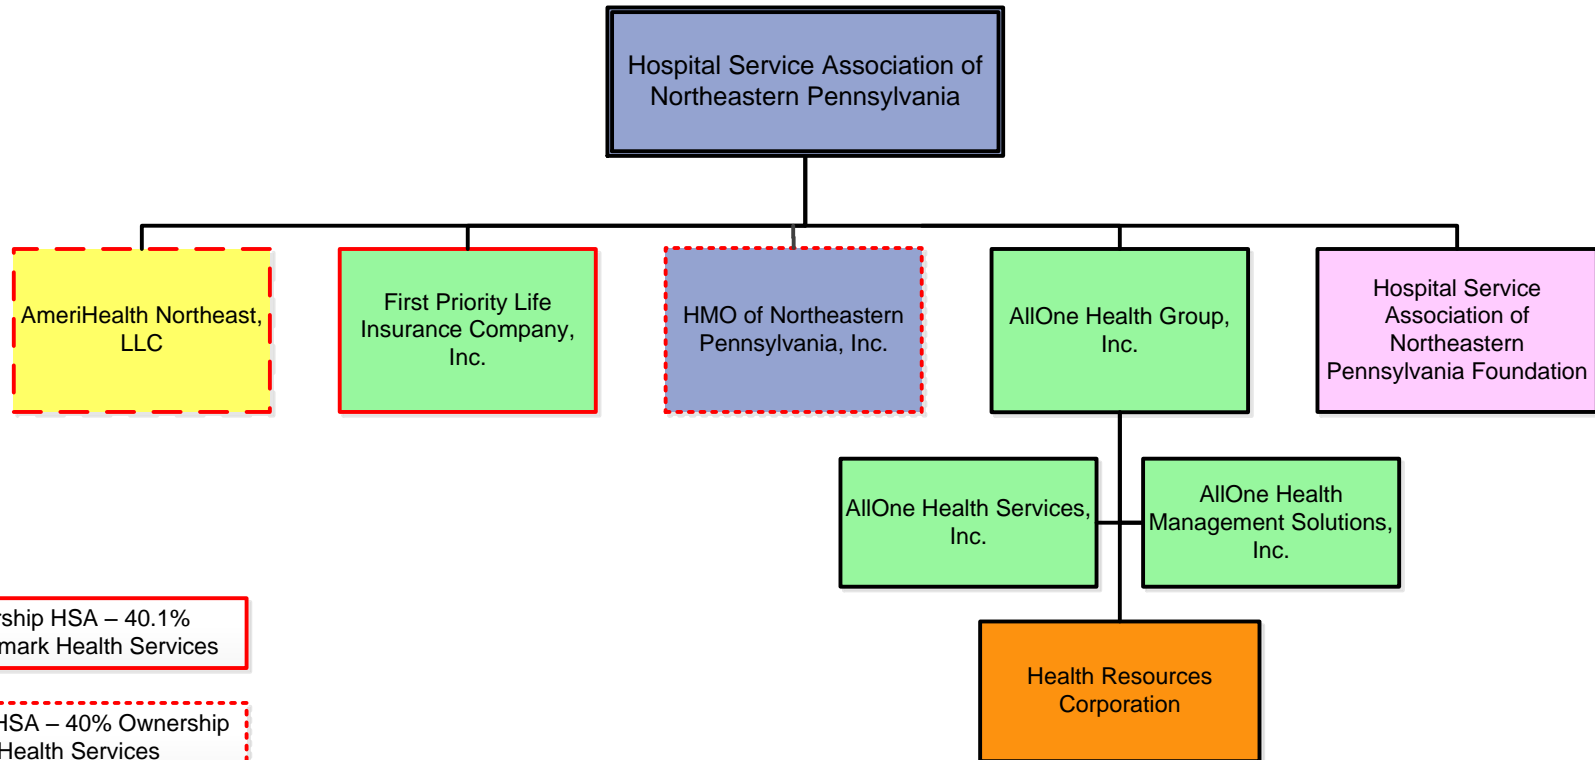 Hospital Service Association of
Northeastern Pennsylvania
AmeriHealth Northeast,
LLC
First Priority Life
Insurance Company,
Inc.
HMO of Northeastern
Pennsylvania, Inc.
AllOne Health Group,
Inc.
Hospital Service
Association of
Northeastern
Pennsylvania Foundation
AllOne Health Services,
Inc.
AllOne Health
Management Solutions,
Inc.
Health Resources
Corporation
HSA – 40.1%
Health Services
HSA – 40% Ownership
Health Services